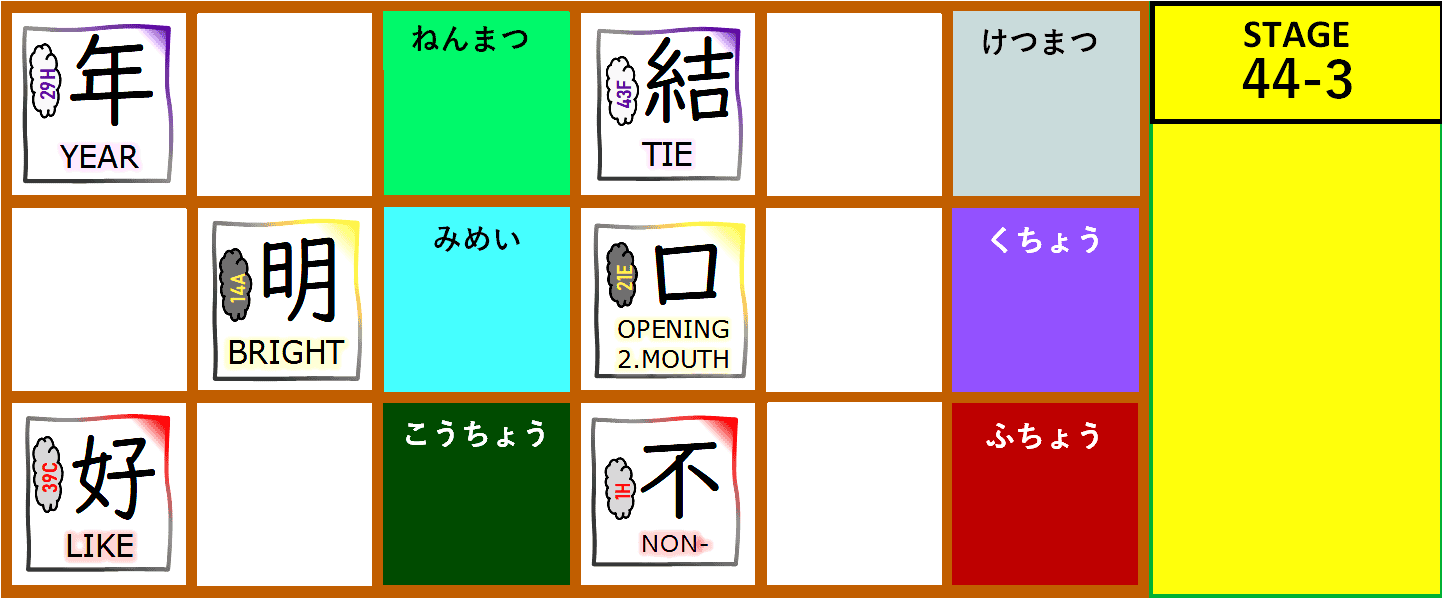 年
29H
YEAR
ねんまつ
結
43F
TIE
けつまつ
STAGE
44-3
明
14A
BRIGHT
みめい
口
21E
OPENING
2.MOUTH
くちょう
好
39C
LIKE
こうちょう
不
1H
NON-
ふちょう